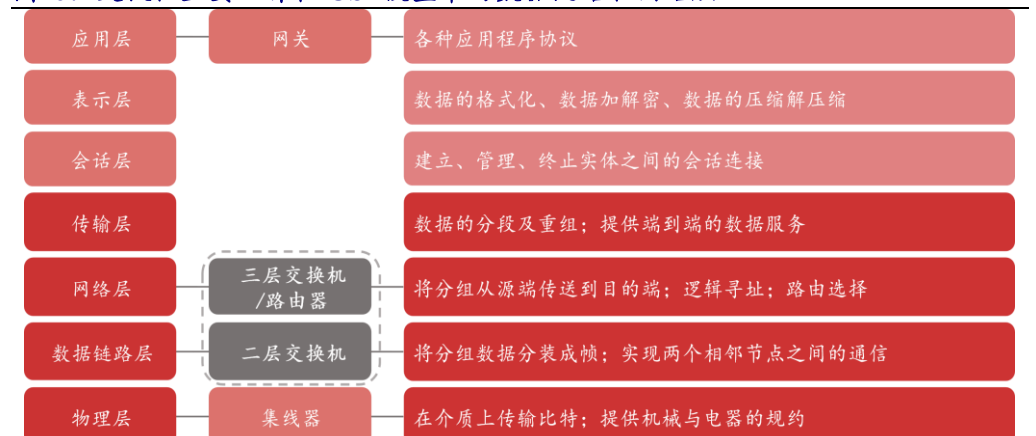 应用层 网关 各种应用程序协议
表示层 数据的格式化、数据加解密、数据的压缩解压缩
会话层 建立、管理、终止实体之间的会话连接
传输层 数据的分段及重组;提供端到端的数据服务
网络层 三层交换机 将分组从源端传送到目的端;逻辑寻址;路由选择
/路由器
数据链路层 二层交换机 将分组数据分装成帧;实现两个相邻节点之间的通信
物理层 集线器 在介质上传输比特;提供机械与电器的规约